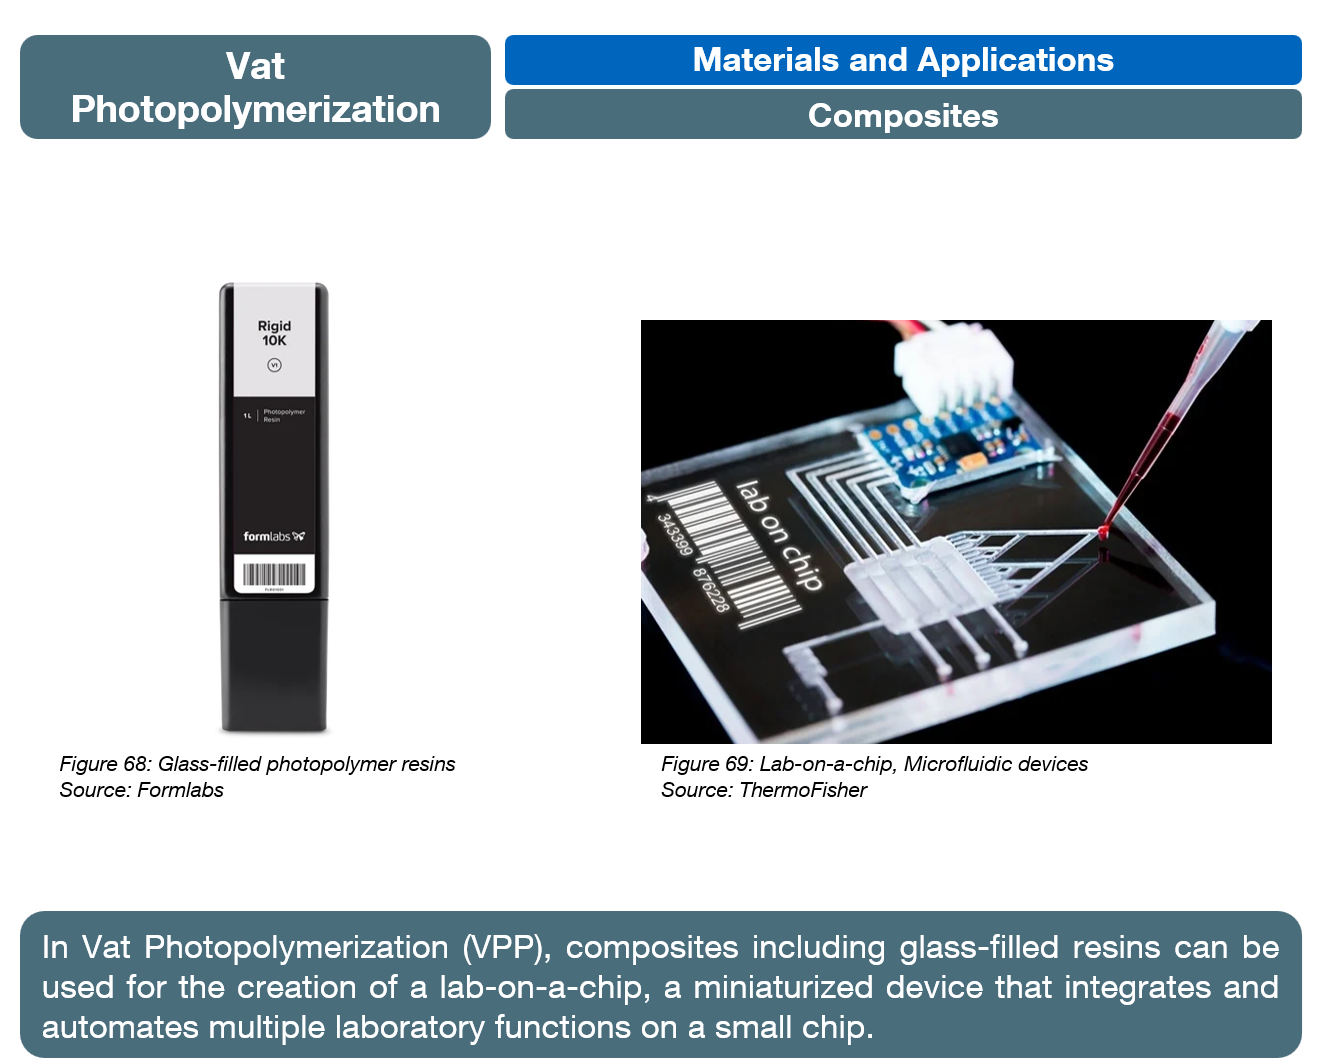 Vat
Photopolymerization
Materials and Applications
Composites
Rigid
10K
V1
1 L
Photopolymer
Resin
formlabs
lab on chip
4
343399
876228
Figure 68: Glass-filled photopolymer resins
Source: Formlabs
Figure 69: Lab-on-a-chip, Microfluidic devices
Source: ThermoFisher
In Vat Photopolymerization (VPP), composites including glass-filled resins can be
used for the creation of a lab-on-a-chip, a miniaturized device that integrates and
automates multiple laboratory functions on a small chip.